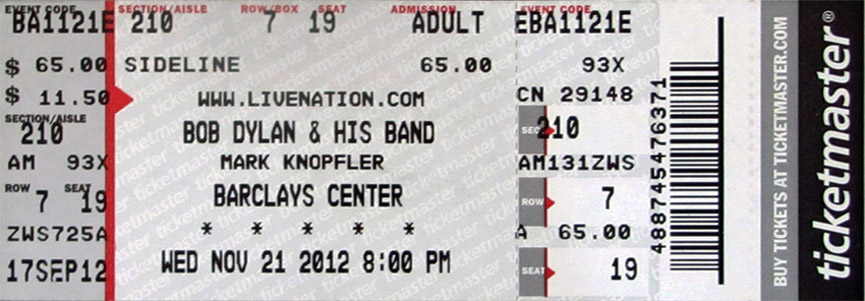 EVENT CODE SECTION/AISLE ROW/BOX SEAT ADMISSION EVENT CODE
BA1121E 210 7 19 ADULT EBA1121E
$ 65.00 SIDELINE 65.00 93X
$ 11.50 WWW.LIVENATION.COM CN 29148
SECTION/AISLE
210 BOB DYLAN & HIS BAND SEC 210
AM 93X MARK KNOPFLER AM131ZWS
ROW 7 SEAT 19 BARCLAYS CENTER ROW 7
ZWS725A * * * * * A 65.00
17SEP12 WED NOV 21 2012 8:00 PM SEAT 19
488745476371
BUY TICKETS AT TICKETMASTER.COM
ticketmaster®